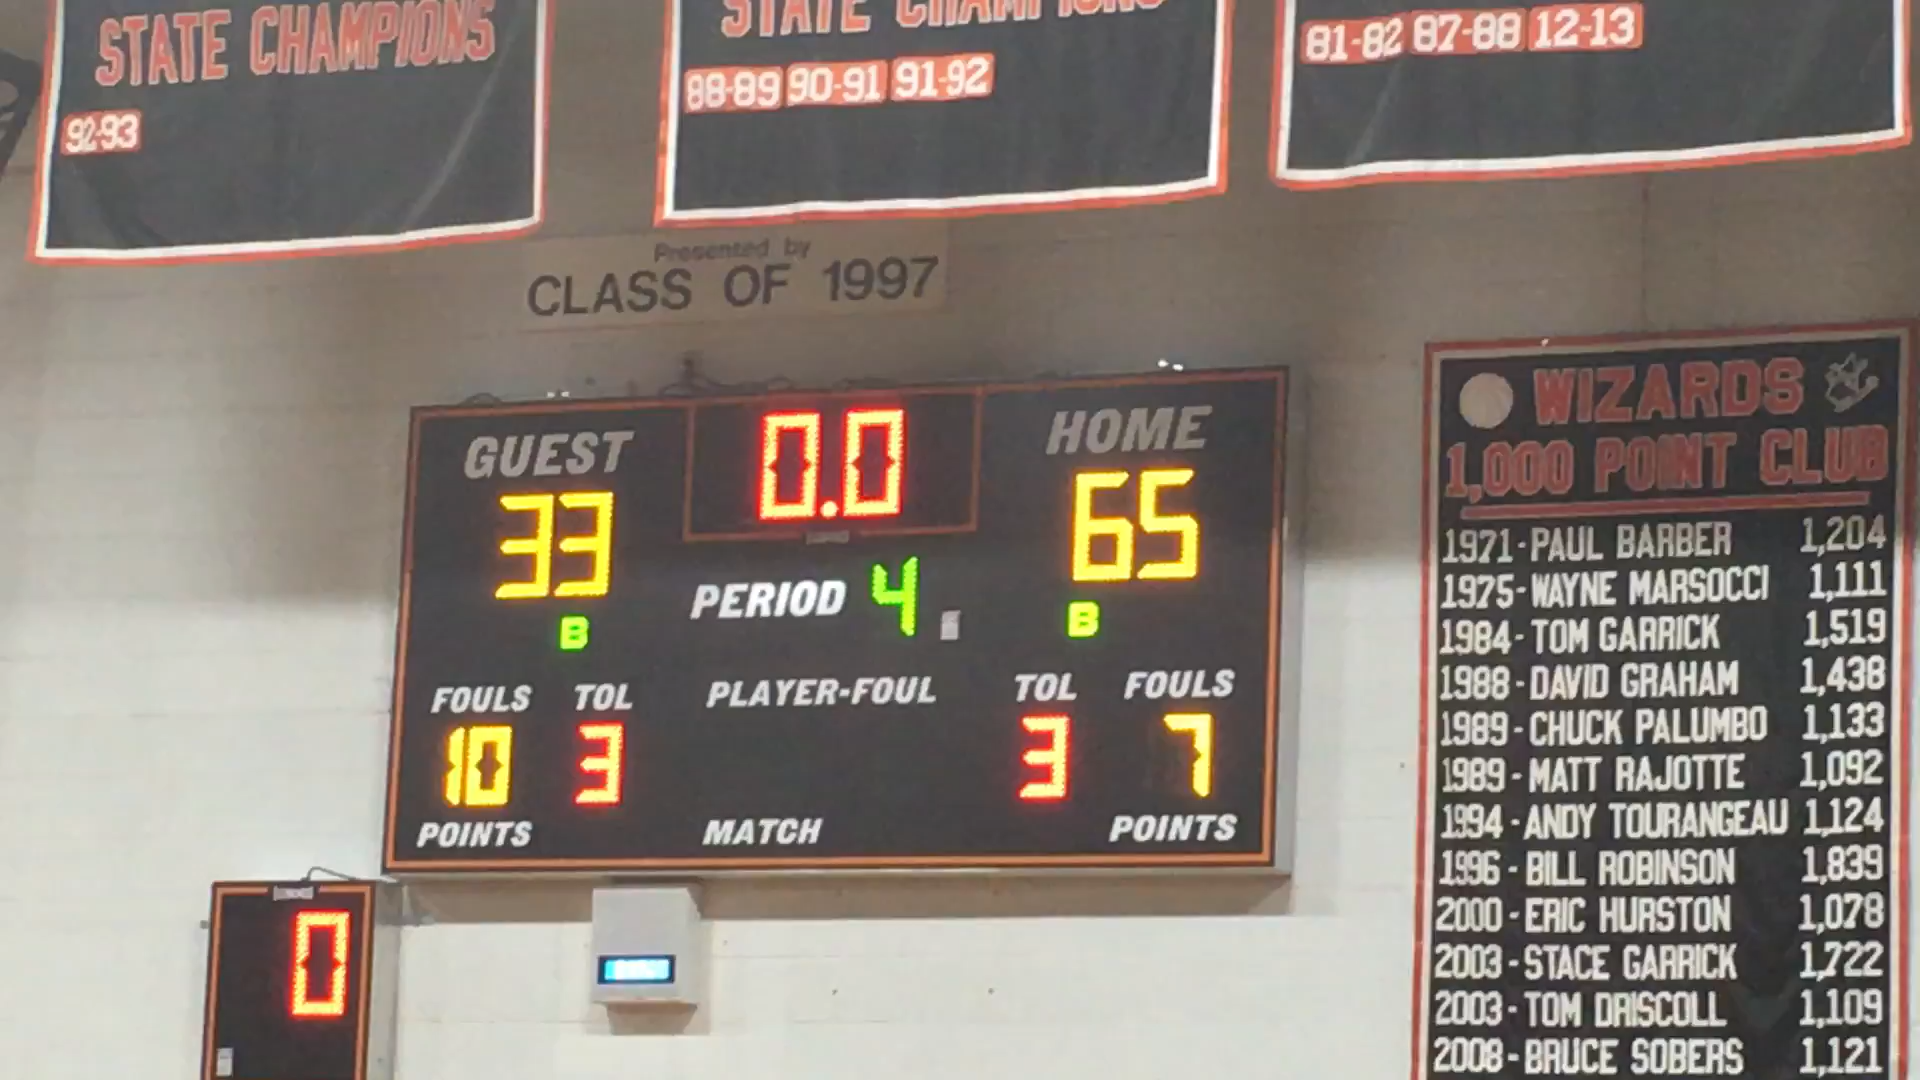 STATE CHAMPIONS
92-93
STATE CHAMPIONS
88-89 90-91 91-92
81-82 87-88 12-13
Presented by
CLASS OF 1997
GUEST
33
B
0.0
HOME
65
B
PERIOD 4
FOULS TOL
10 3
POINTS
PLAYER-FOUL
MATCH
TOL FOULS
3 7
POINTS
0
WIZARDS
1,000 POINT CLUB
1971-PAUL BARBER 1,204
1975-WAYNE MARSOCCI 1,111
1984-TOM GARRICK 1,519
1988-DAVID GRAHAM 1,438
1989-CHUCK PALUMBO 1,133
1989-MATT RAJOTTE 1,092
1994-ANDY TOURANGEAU 1,124
1996-BILL ROBINSON 1,839
2000-ERIC HURSTON 1,078
2003-STACE GARRICK 1,722
2003-TOM DRISCOLL 1,109
2008-BRUCE SOBERS 1,121